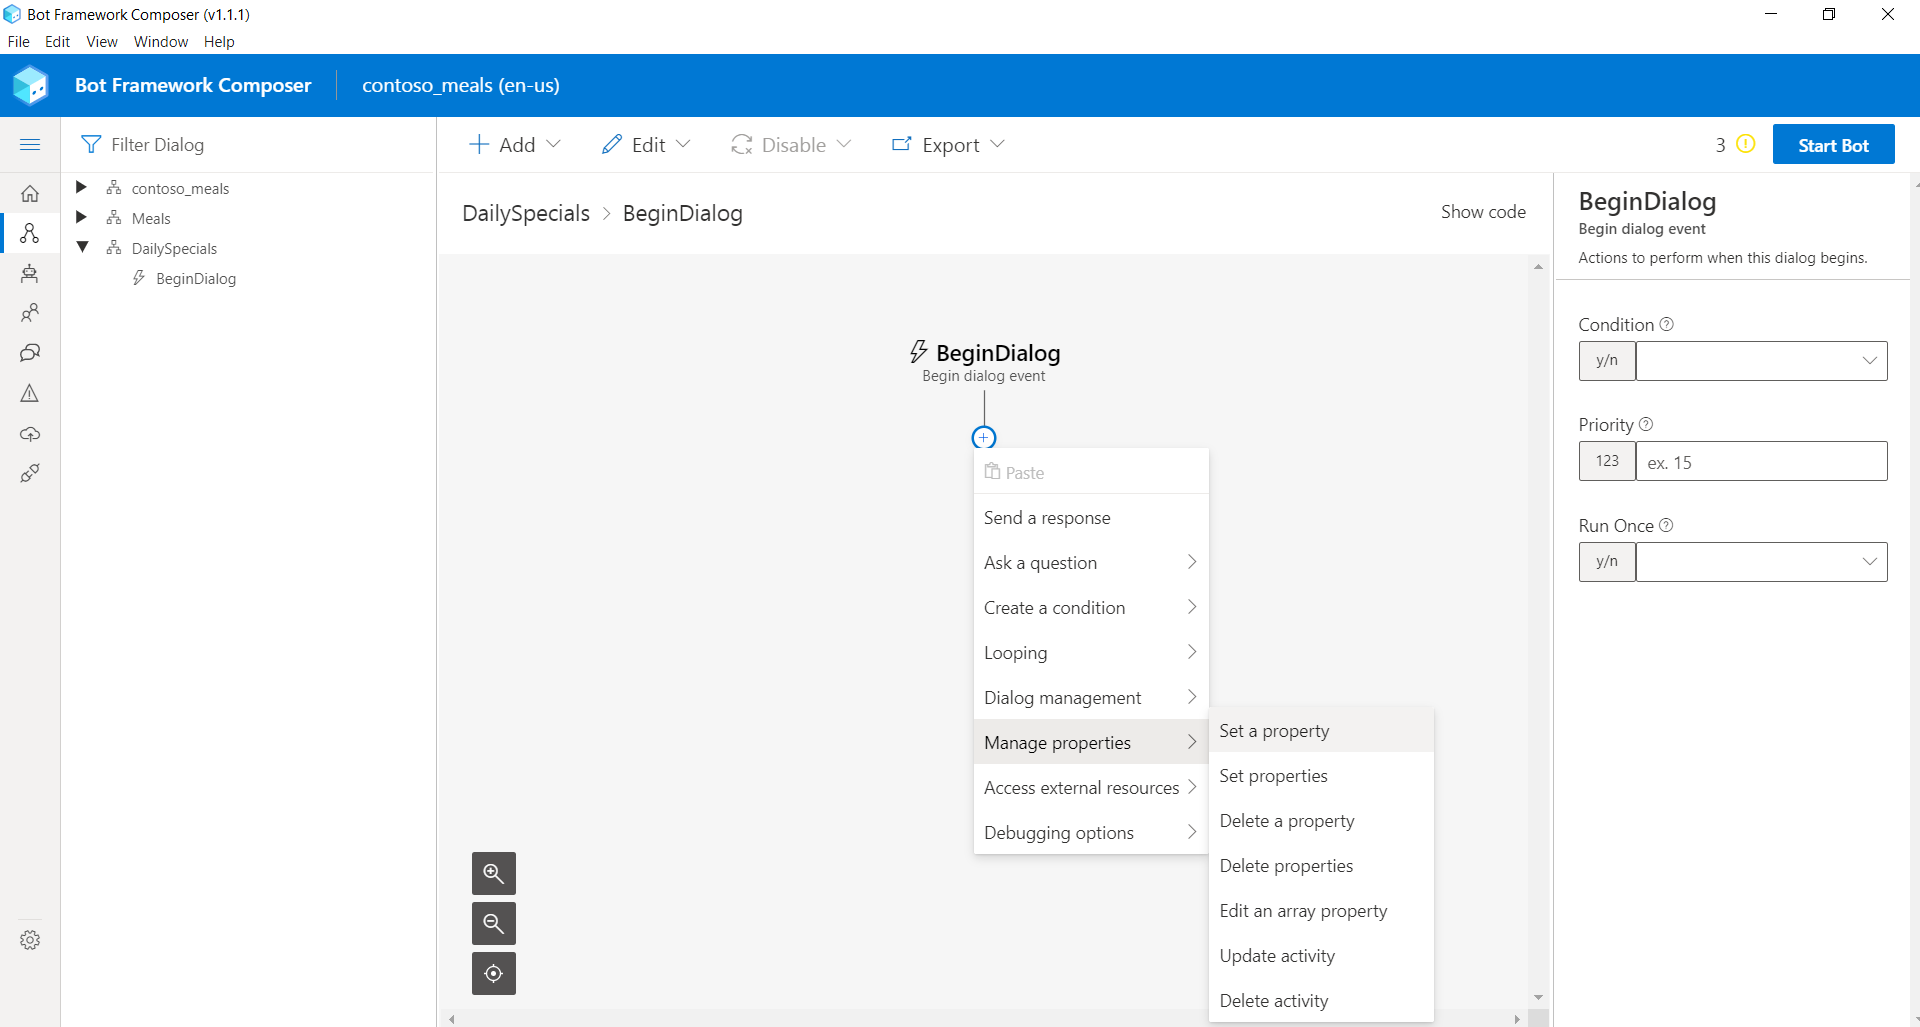 Bot Framework Composer (v1.1.1)
File Edit View Window Help
Bot Framework Composer contoso_meals (en-us)
Filter Dialog
contoso_meals
Meals
DailySpecials
BeginDialog
Add Edit Disable Export 3 Start Bot
DailySpecials > BeginDialog Show code
BeginDialog
Begin dialog event
Paste
Send a response
Ask a question
Create a condition
Looping
Dialog management
Manage properties
Access external resources
Debugging options
Set a property
Set properties
Delete a property
Delete properties
Edit an array property
Update activity
Delete activity
BeginDialog
Begin dialog event
Actions to perform when this dialog begins.
Condition
y/n
Priority
123 ex. 15
Run Once
y/n